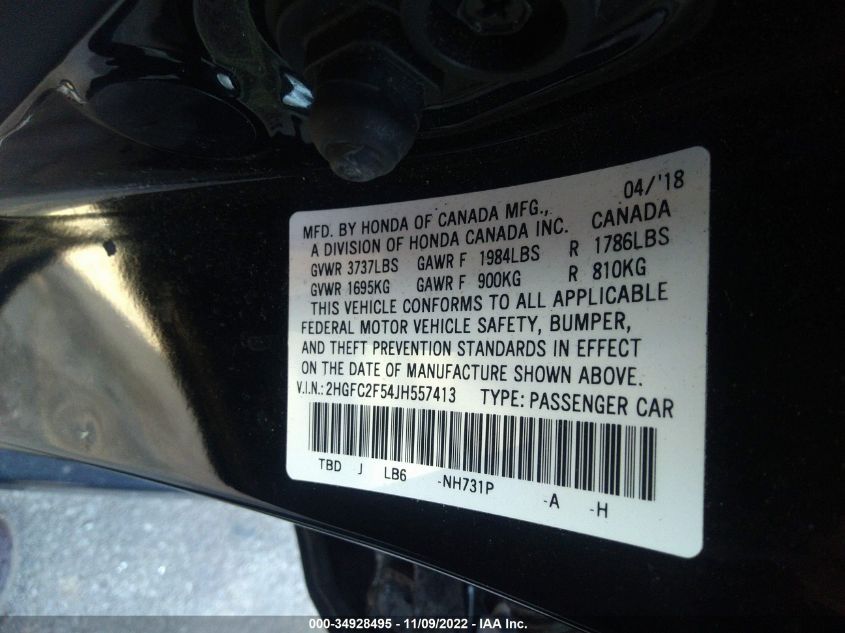 04/'18
MFD. BY HONDA OF CANADA MFG.,
A DIVISION OF HONDA CANADA INC. CANADA
GVWR 3737LBS GAWR F 1984LBS R 1786LBS
GVWR 1695KG GAWR F 900KG R 810KG
THIS VEHICLE CONFORMS TO ALL APPLICABLE
FEDERAL MOTOR VEHICLE SAFETY, BUMPER,
AND THEFT PREVENTION STANDARDS IN EFFECT
ON THE DATE OF MANUFACTURE SHOWN ABOVE.
V.I.N.: 2HGFC2F54JH557413 TYPE: PASSENGER CAR
TBD J LB6 -NH731P -A -H
000-34928495 - 11/09/2022 - IAA Inc.